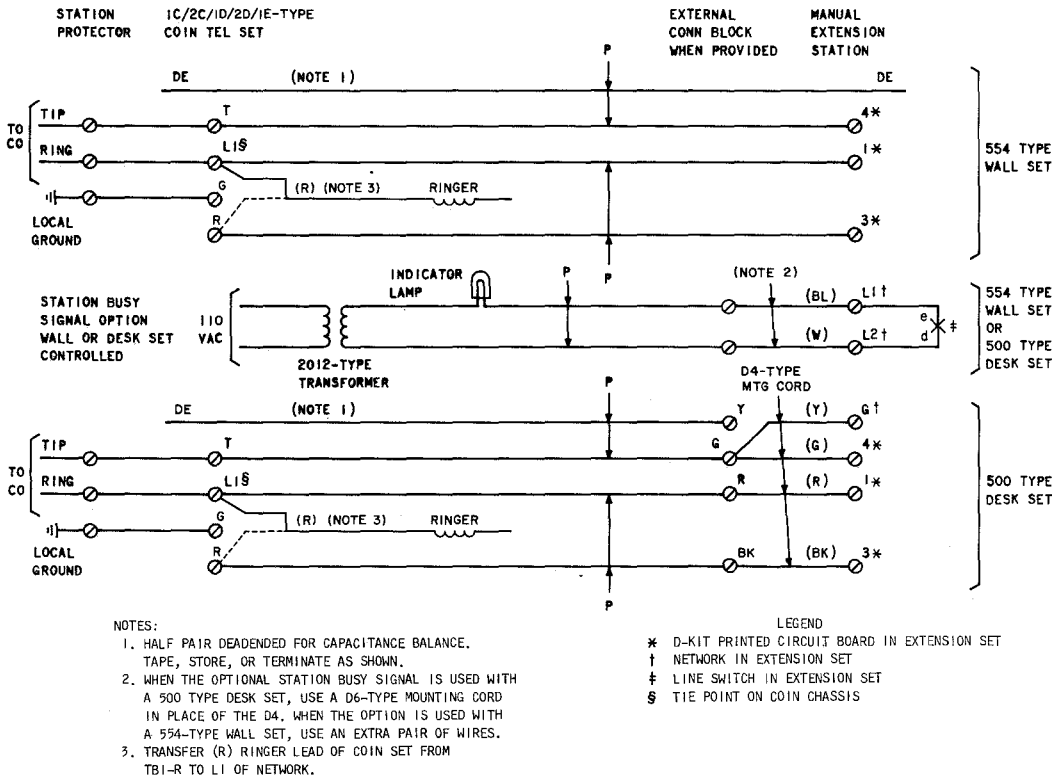 STATION PROTECTOR
1C/2C/1D/2D/1E-TYPE COIN TEL SET
EXTERNAL CONN BLOCK WHEN PROVIDED
MANUAL EXTENSION STATION
P
DE (NOTE 1) DE
TO CO
TIP T 4*
RING L1§ 1*
G (R) (NOTE 3) RINGER
LOCAL GROUND
R 3*
P P
554 TYPE WALL SET
STATION BUSY SIGNAL OPTION WALL OR DESK SET CONTROLLED
110 VAC
2012-TYPE TRANSFORMER
INDICATOR LAMP
P
(NOTE 2)
(BL) L1†
e ‡
d
(W) L2†
554 TYPE WALL SET OR 500 TYPE DESK SET
D4-TYPE MTG CORD
P
DE (NOTE 1) Y (Y) G†
TO CO
TIP T G (G) 4*
RING L1§ R (R) 1*
G (R) (NOTE 3) RINGER
LOCAL GROUND
R BK (BK) 3*
P
500 TYPE DESK SET
NOTES:
1. HALF PAIR DEADENDED FOR CAPACITANCE BALANCE.
TAPE, STORE, OR TERMINATE AS SHOWN.
2. WHEN THE OPTIONAL STATION BUSY SIGNAL IS USED WITH
A 500 TYPE DESK SET, USE A D6-TYPE MOUNTING CORD
IN PLACE OF THE D4. WHEN THE OPTION IS USED WITH
A 554-TYPE WALL SET, USE AN EXTRA PAIR OF WIRES.
3. TRANSFER (R) RINGER LEAD OF COIN SET FROM
TB1-R TO L1 OF NETWORK.
LEGEND
* D-KIT PRINTED CIRCUIT BOARD IN EXTENSION SET
† NETWORK IN EXTENSION SET
‡ LINE SWITCH IN EXTENSION SET
§ TIE POINT ON COIN CHASSIS